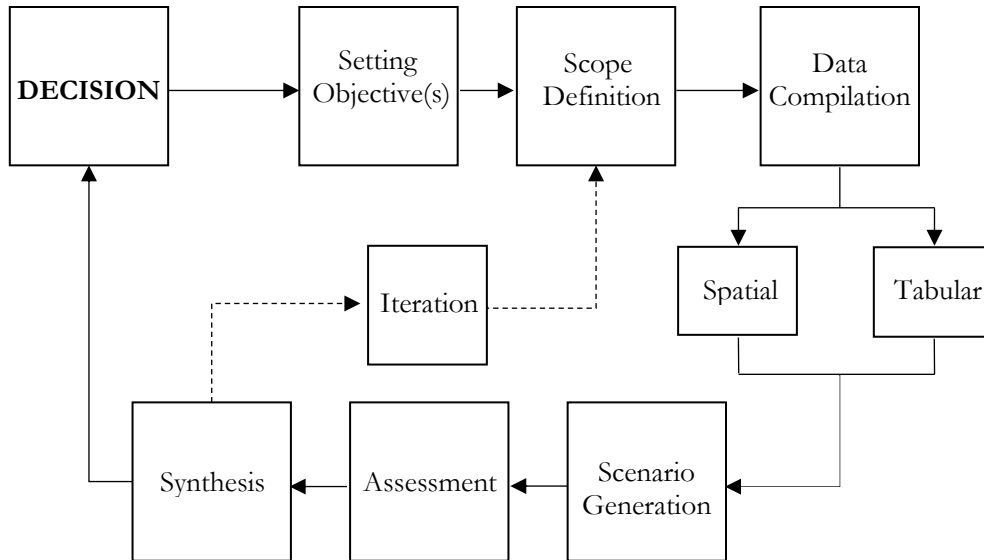 DECISION
Setting
Objective(s)
Scope
Definition
Data
Compilation
Iteration
Spatial
Tabular
Synthesis
Assessment
Scenario
Generation